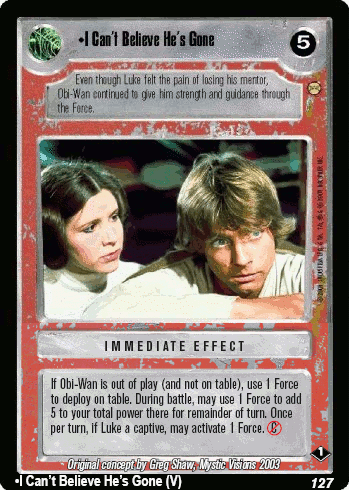 •I Can't Believe He's Gone
5
Even though Luke felt the pain of losing his mentor,
Obi-Wan continued to give him strength and guidance through
the Force.
IMMEDIATE EFFECT
If Obi-Wan is out of play (and not on table), use 1 Force
to deploy on table. During battle, may use 1 Force to add
5 to your total power there for remainder of turn. Once
per turn, if Luke a captive, may activate 1 Force.
1
Original concept by Greg Shaw, Mystic Visions 2003
•I Can't Believe He's Gone (V)
127